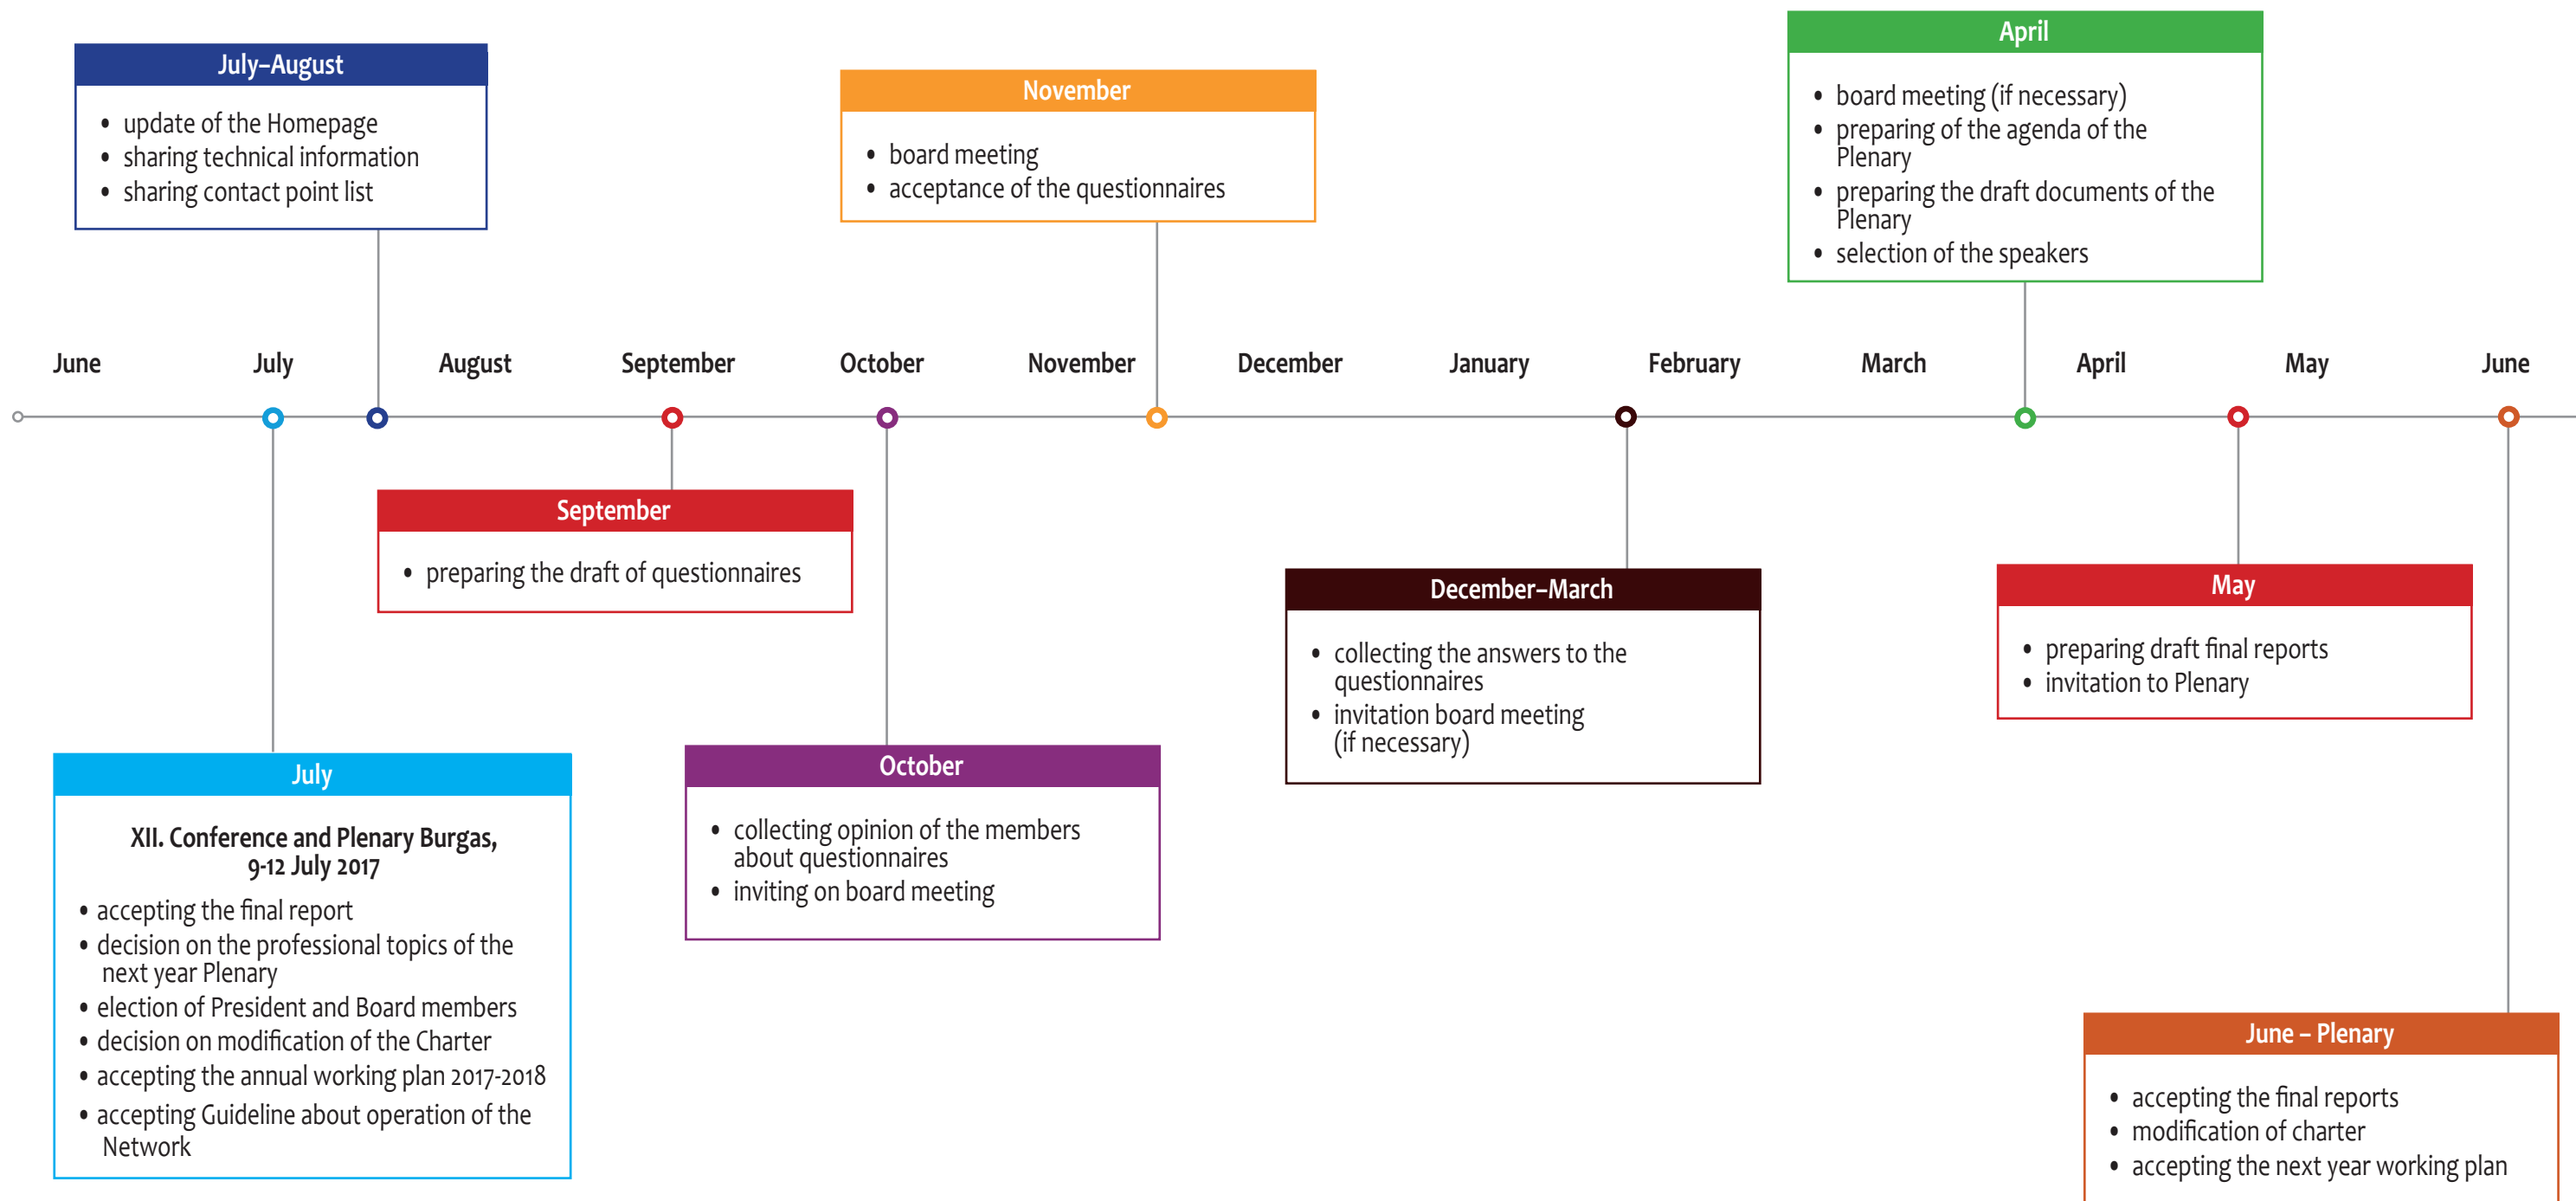 July–August
• update of the Homepage
• sharing technical information
• sharing contact point list
November
• board meeting
• acceptance of the questionnaires
April
• board meeting (if necessary)
• preparing of the agenda of the
Plenary
• preparing the draft documents of the
Plenary
• selection of the speakers
June
July
August
September
October
November
December
January
February
March
April
May
June
September
• preparing the draft of questionnaires
December–March
• collecting the answers to the
questionnaires
• invitation board meeting
(if necessary)
May
• preparing draft final reports
• invitation to Plenary
July
XII. Conference and Plenary Burgas,
9-12 July 2017
• accepting the final report
• decision on the professional topics of the
next year Plenary
• election of President and Board members
• decision on modification of the Charter
• accepting the annual working plan 2017-2018
• accepting Guideline about operation of the
Network
October
• collecting opinion of the members
about questionnaires
• inviting on board meeting
June – Plenary
• accepting the final reports
• modification of charter
• accepting the next year working plan